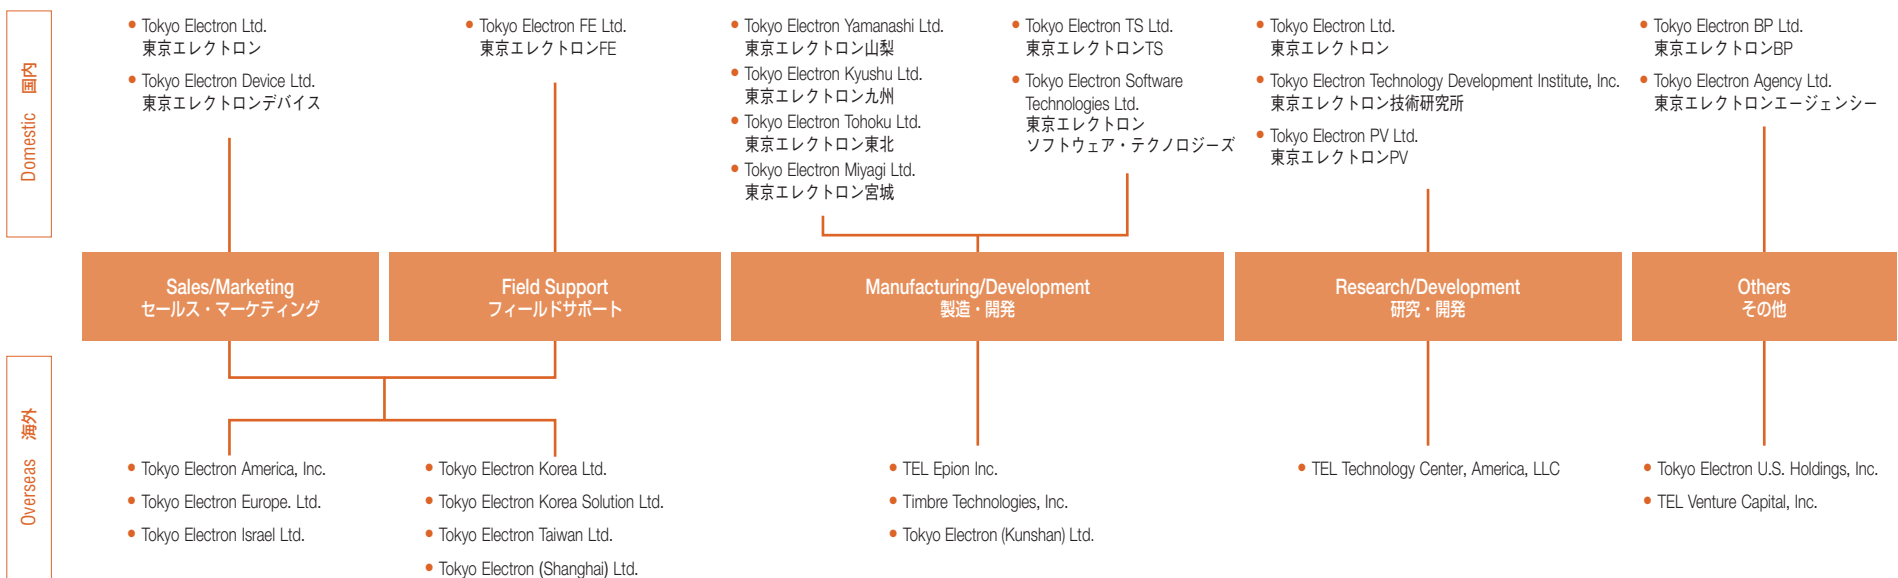 Domestic 国内
• Tokyo Electron Ltd.
東京エレクトロン
• Tokyo Electron Device Ltd.
東京エレクトロンデバイス
• Tokyo Electron FE Ltd.
東京エレクトロンFE
• Tokyo Electron Yamanashi Ltd.
東京エレクトロン山梨
• Tokyo Electron Kyushu Ltd.
東京エレクトロン九州
• Tokyo Electron Tohoku Ltd.
東京エレクトロン東北
• Tokyo Electron Miyagi Ltd.
東京エレクトロン宮城
• Tokyo Electron TS Ltd.
東京エレクトロンTS
• Tokyo Electron Software
Technologies Ltd.
東京エレクトロン
ソフトウェア・テクノロジーズ
• Tokyo Electron Ltd.
東京エレクトロン
• Tokyo Electron Technology Development Institute, Inc.
東京エレクトロン技術研究所
• Tokyo Electron PV Ltd.
東京エレクトロンPV
• Tokyo Electron BP Ltd.
東京エレクトロンBP
• Tokyo Electron Agency Ltd.
東京エレクトロンエージェンシー
Sales/Marketing
セールス・マーケティング
Field Support
フィールドサポート
Manufacturing/Development
製造・開発
Research/Development
研究・開発
Others
その他
Overseas 海外
• Tokyo Electron America, Inc.
• Tokyo Electron Europe. Ltd.
• Tokyo Electron Israel Ltd.
• Tokyo Electron Korea Ltd.
• Tokyo Electron Korea Solution Ltd.
• Tokyo Electron Taiwan Ltd.
• Tokyo Electron (Shanghai) Ltd.
• TEL Epion Inc.
• Timbre Technologies, Inc.
• Tokyo Electron (Kunshan) Ltd.
• TEL Technology Center, America, LLC
• Tokyo Electron U.S. Holdings, Inc.
• TEL Venture Capital, Inc.